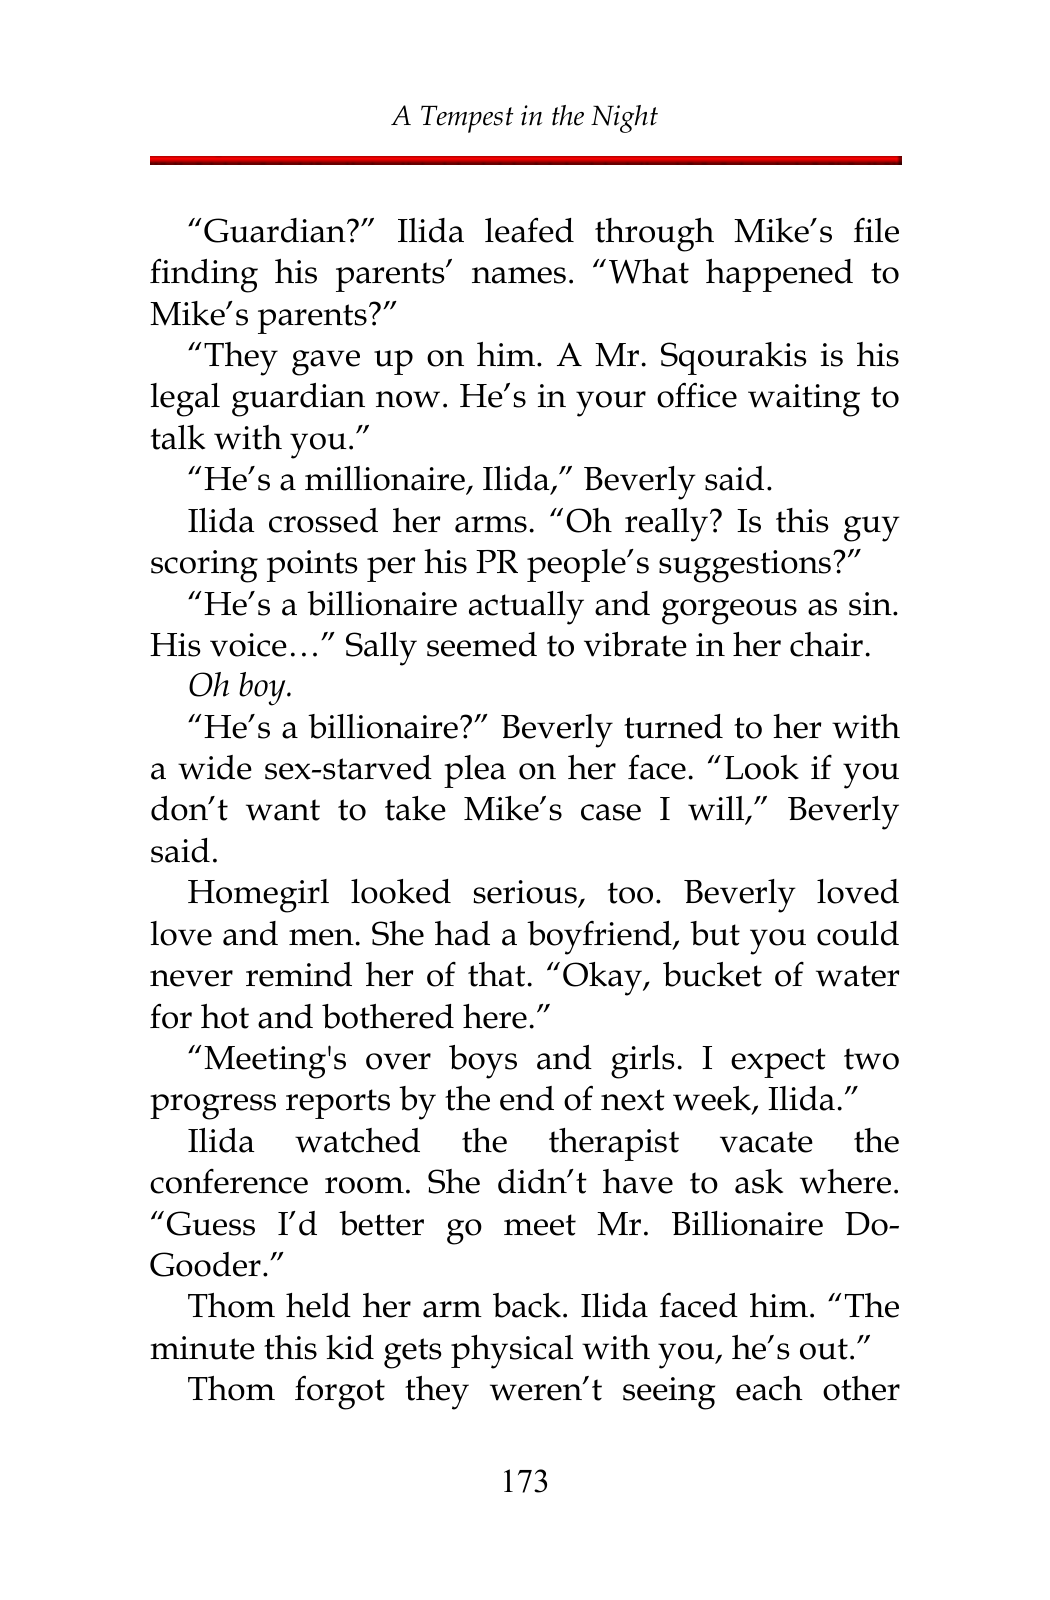 A Tempest in the Night
“Guardian?” Ilida leafed through Mike’s file
finding his parents’ names. “What happened to
Mike’s parents?”
“They gave up on him. A Mr. Sqourakis is his
legal guardian now. He’s in your office waiting to
talk with you.”
“He’s a millionaire, Ilida,” Beverly said.
Ilida crossed her arms. “Oh really? Is this guy
scoring points per his PR people’s suggestions?”
“He’s a billionaire actually and gorgeous as sin.
His voice…” Sally seemed to vibrate in her chair.
Oh boy.
“He’s a billionaire?” Beverly turned to her with
a wide sex-starved plea on her face. “Look if you
don’t want to take Mike’s case I will,” Beverly
said.
Homegirl looked serious, too. Beverly loved
love and men. She had a boyfriend, but you could
never remind her of that. “Okay, bucket of water
for hot and bothered here.”
“Meeting's over boys and girls. I expect two
progress reports by the end of next week, Ilida.”
Ilida watched the therapist vacate the
conference room. She didn’t have to ask where.
“Guess I’d better go meet Mr. Billionaire Do-
Gooder.”
Thom held her arm back. Ilida faced him. “The
minute this kid gets physical with you, he’s out.”
Thom forgot they weren’t seeing each other
173